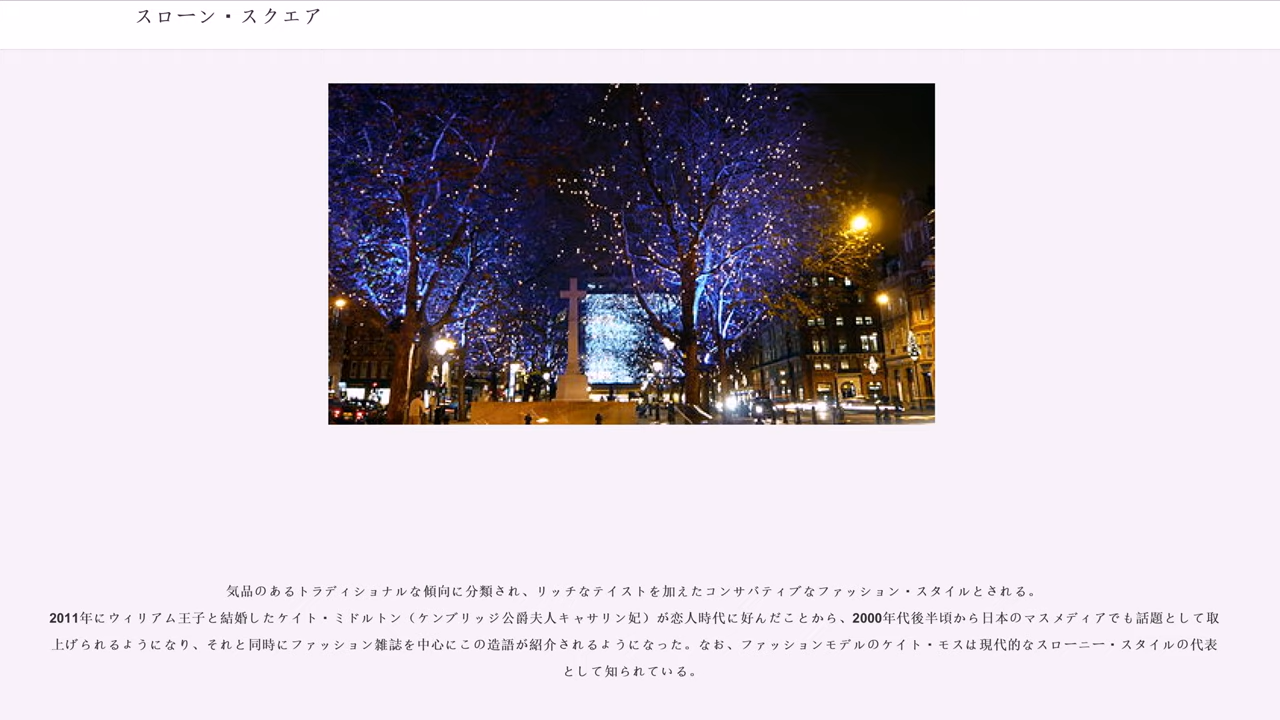 スローン・スクエア
気品のあるトラディショナルな傾向に分類され、リッチなテイストを加えたコンサバティブなファッション・スタイルとされる。
2011年にウィリアム王子と結婚したケイト・ミドルトン（ケンブリッジ公爵夫人キャサリン妃）が恋人時代に好んだことから、2000年代後半頃から日本のマスメディアでも話題として取
上げられるようになり、それと同時にファッション雑誌を中心にこの造語が紹介されるようになった。なお、ファッションモデルのケイト・モスは現代的なスローニー・スタイルの代表
として知られている。